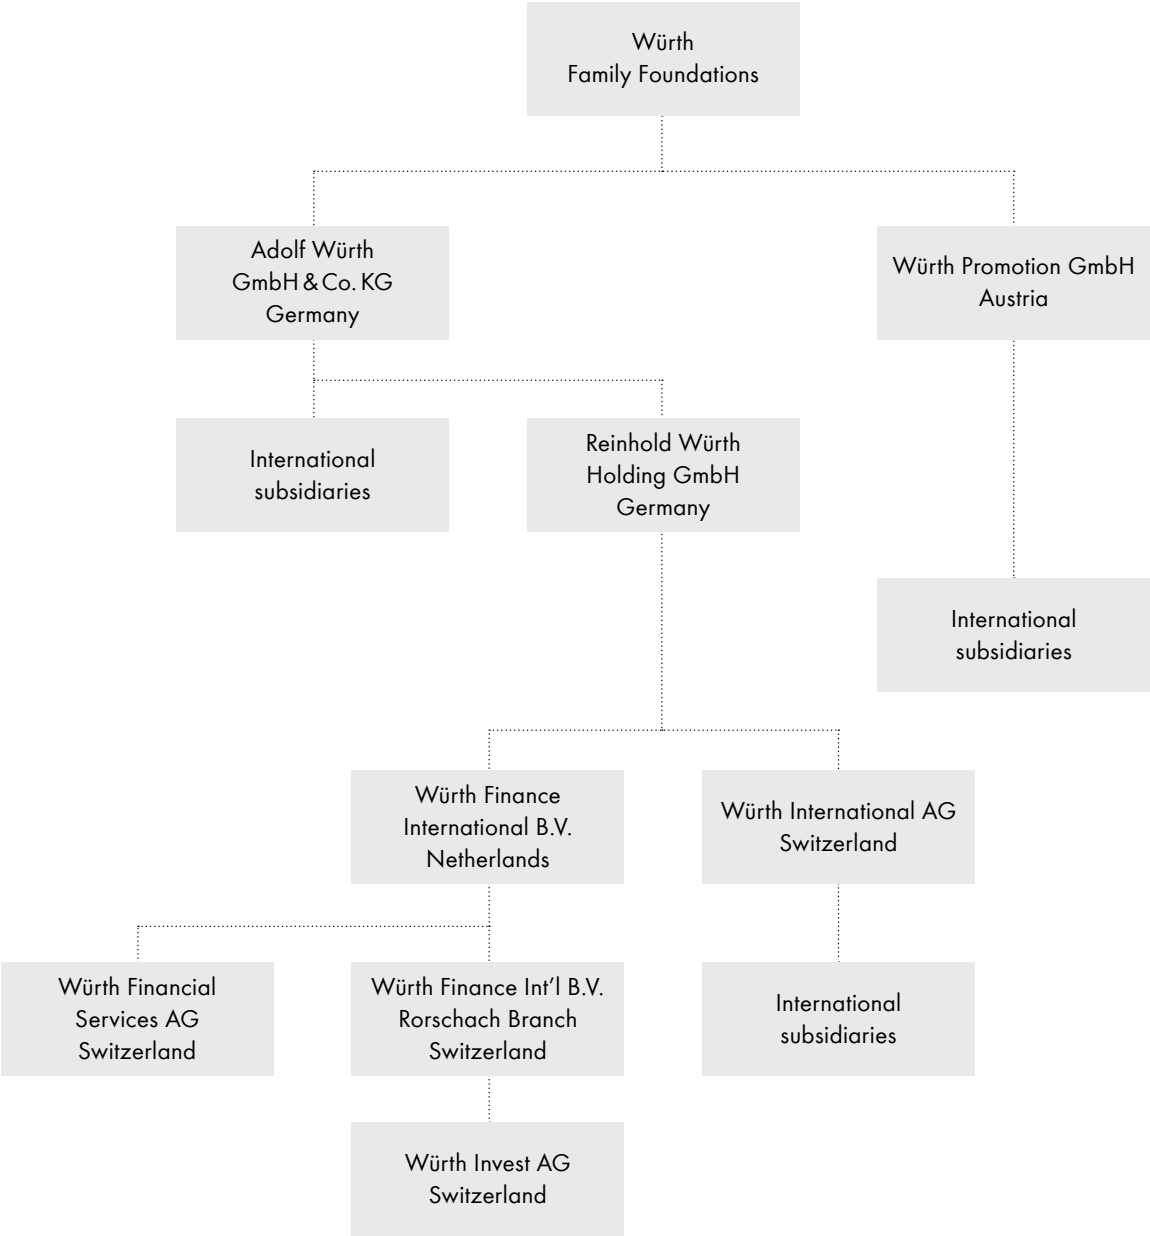 Würth
Family Foundations
Adolf Würth
GmbH & Co. KG
Germany
Würth Promotion GmbH
Austria
International
subsidiaries
Reinhold Würth
Holding GmbH
Germany
International
subsidiaries
Würth Finance
International B.V.
Netherlands
Würth International AG
Switzerland
Würth Financial
Services AG
Switzerland
Würth Finance Int’l B.V.
Rorschach Branch
Switzerland
International
subsidiaries
Würth Invest AG
Switzerland